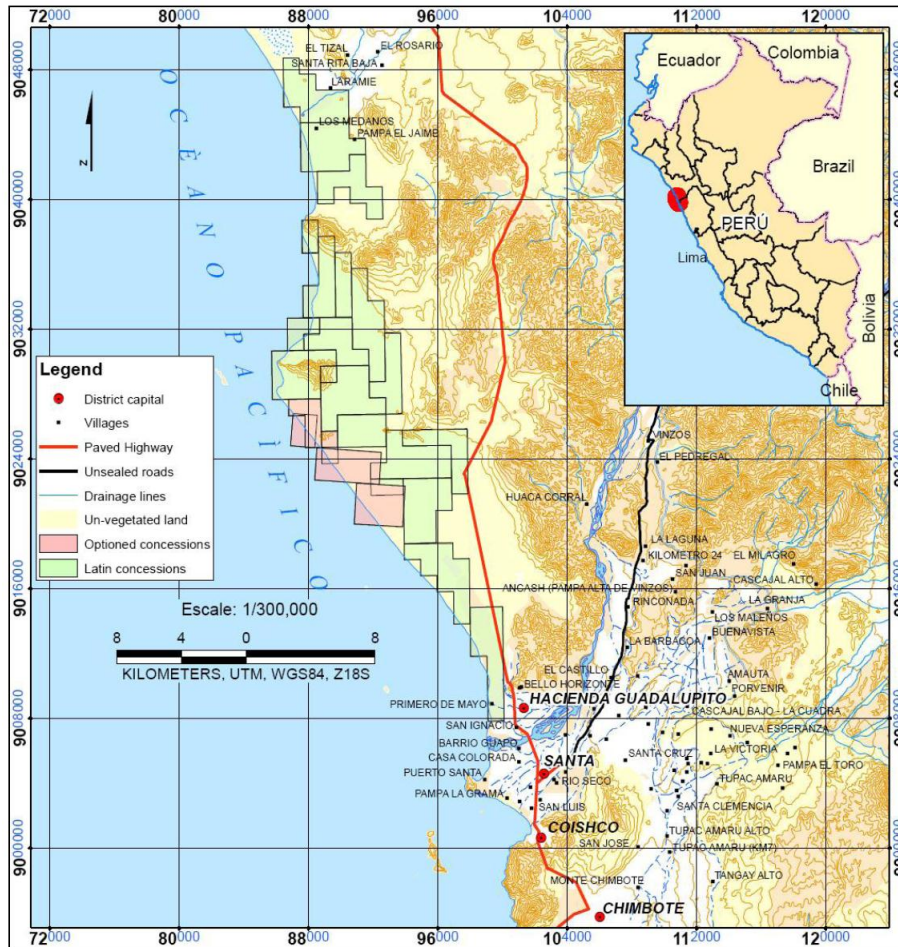 72000
80000
88000
96000
104000
112000
120000
9048000
9040000
9032000
9024000
9016000
9008000
9000000
EL TIZAL
EL ROSARIO
SANTA RITA BAJA
LARAMIE
LOS MEDANOS
PAMPA EL JAIME
N
OCÉANO PACÍFICO
Ecuador
Colombia
Brazil
PERÚ
Lima
Bolivia
Chile
Legend
District capital
Villages
Paved Highway
Unsealed roads
Drainage lines
Un-vegetated land
Optioned concessions
Latin concessions
Escale: 1/300,000
8 4 0 8
KILOMETERS, UTM, WGS84, Z18S
VINZOS
EL PEDREGAL
HUACA CORRAL
LA LAGUNA
KILOMETRO 24
EL MILAGRO
SAN JUAN
CASCAJAL ALTO
ANCASH (PAMPA ALTA DE VINZOS)
RINCONADA
LA GRANJA
LOS MALEÑOS
BUENAVISTA
LA BARBACOA
EL CASTILLO
AMAUTA
BELLO HORIZONTE
PORVENIR
PRIMERO DE MAYO
HACIENDA GUADALUPITO
CASCAJAL BAJO - LA CUADRA
SAN IGNACIO
NUEVA ESPERANZA
BARRIO GUAPO
SANTA CRUZ
LA VICTORIA
CASA COLORADA
SANTA
PAMPA EL TORO
PUERTO SANTA
RIO SECO
TUPAC AMARU
PAMPA LA GRAMA
SAN LUIS
SANTA CLEMENCIA
COISHCO
TUPAC AMARU ALTO
SAN JOSE
TUPAC AMARU (KM7)
MONTE CHIMBOTE
TANGAY ALTO
CHIMBOTE
72000
80000
88000
96000
104000
112000
120000